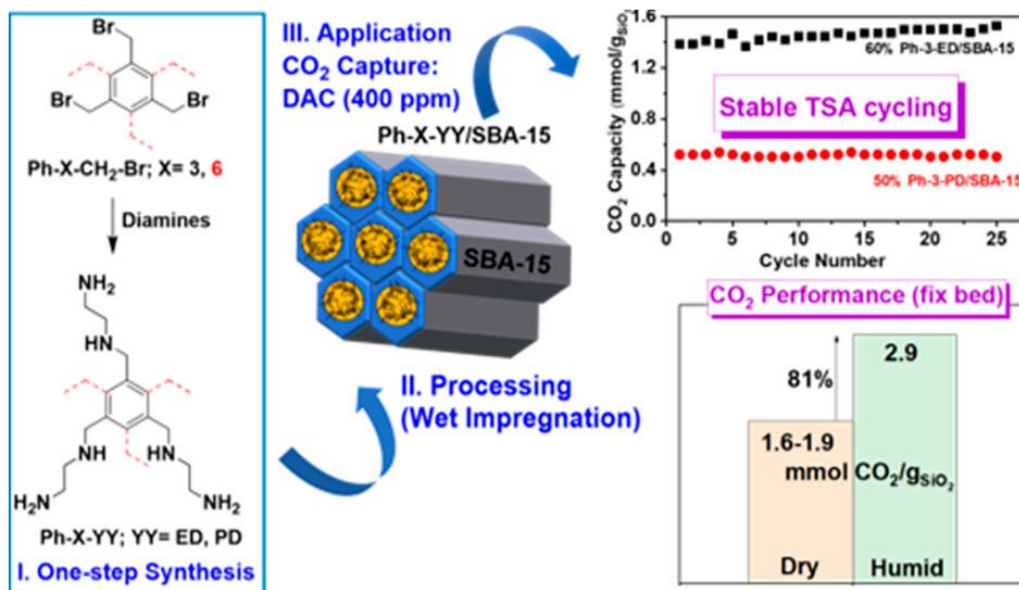 Br
Br
Br
Ph-X-CH2-Br; X= 3, 6
Diamines
NH2
HN
NH
HN
H2N
NH2
Ph-X-YY; YY= ED, PD
I. One-step Synthesis
III. Application
CO2 Capture:
DAC (400 ppm)
Ph-X-YY/SBA-15
SBA-15
II. Processing
(Wet Impregnation)
CO2 Capacity (mmol/gSiO2)
1.6
1.2
0.8
0.4
0.0
60% Ph-3-ED/SBA-15
Stable TSA cycling
50% Ph-3-PD/SBA-15
0 5 10 15 20 25
Cycle Number
CO2 Performance (fix bed)
81%
2.9
1.6-1.9
mmol CO2/gSiO2
Dry
Humid